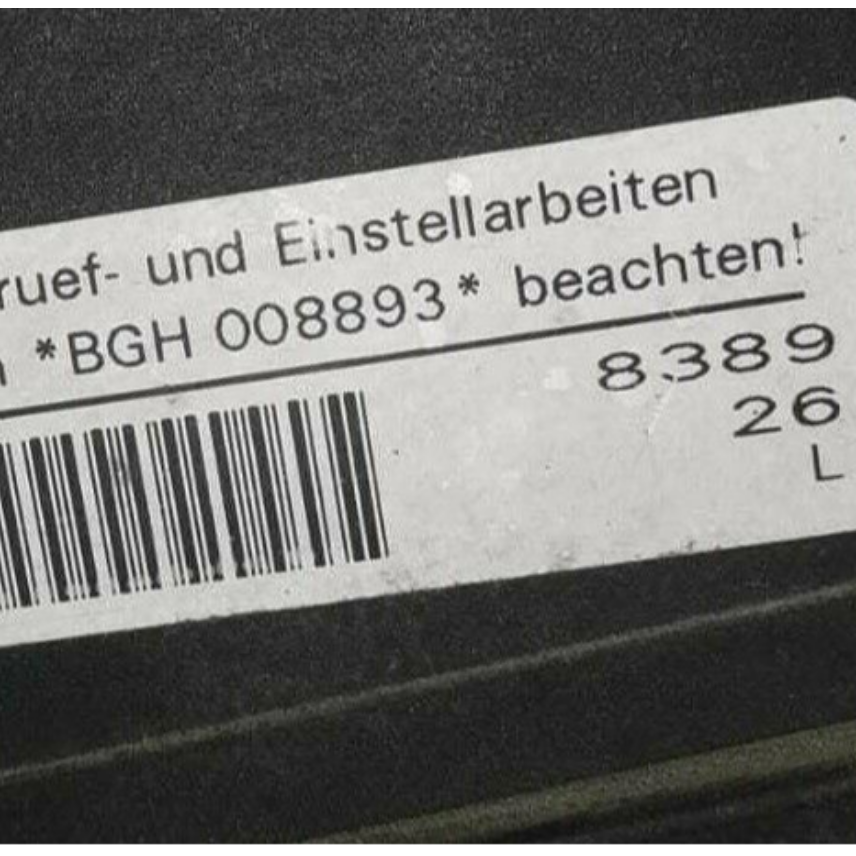 ruef- und Einstellarbeiten
*BGH 008893* beachten!
8389
26
L